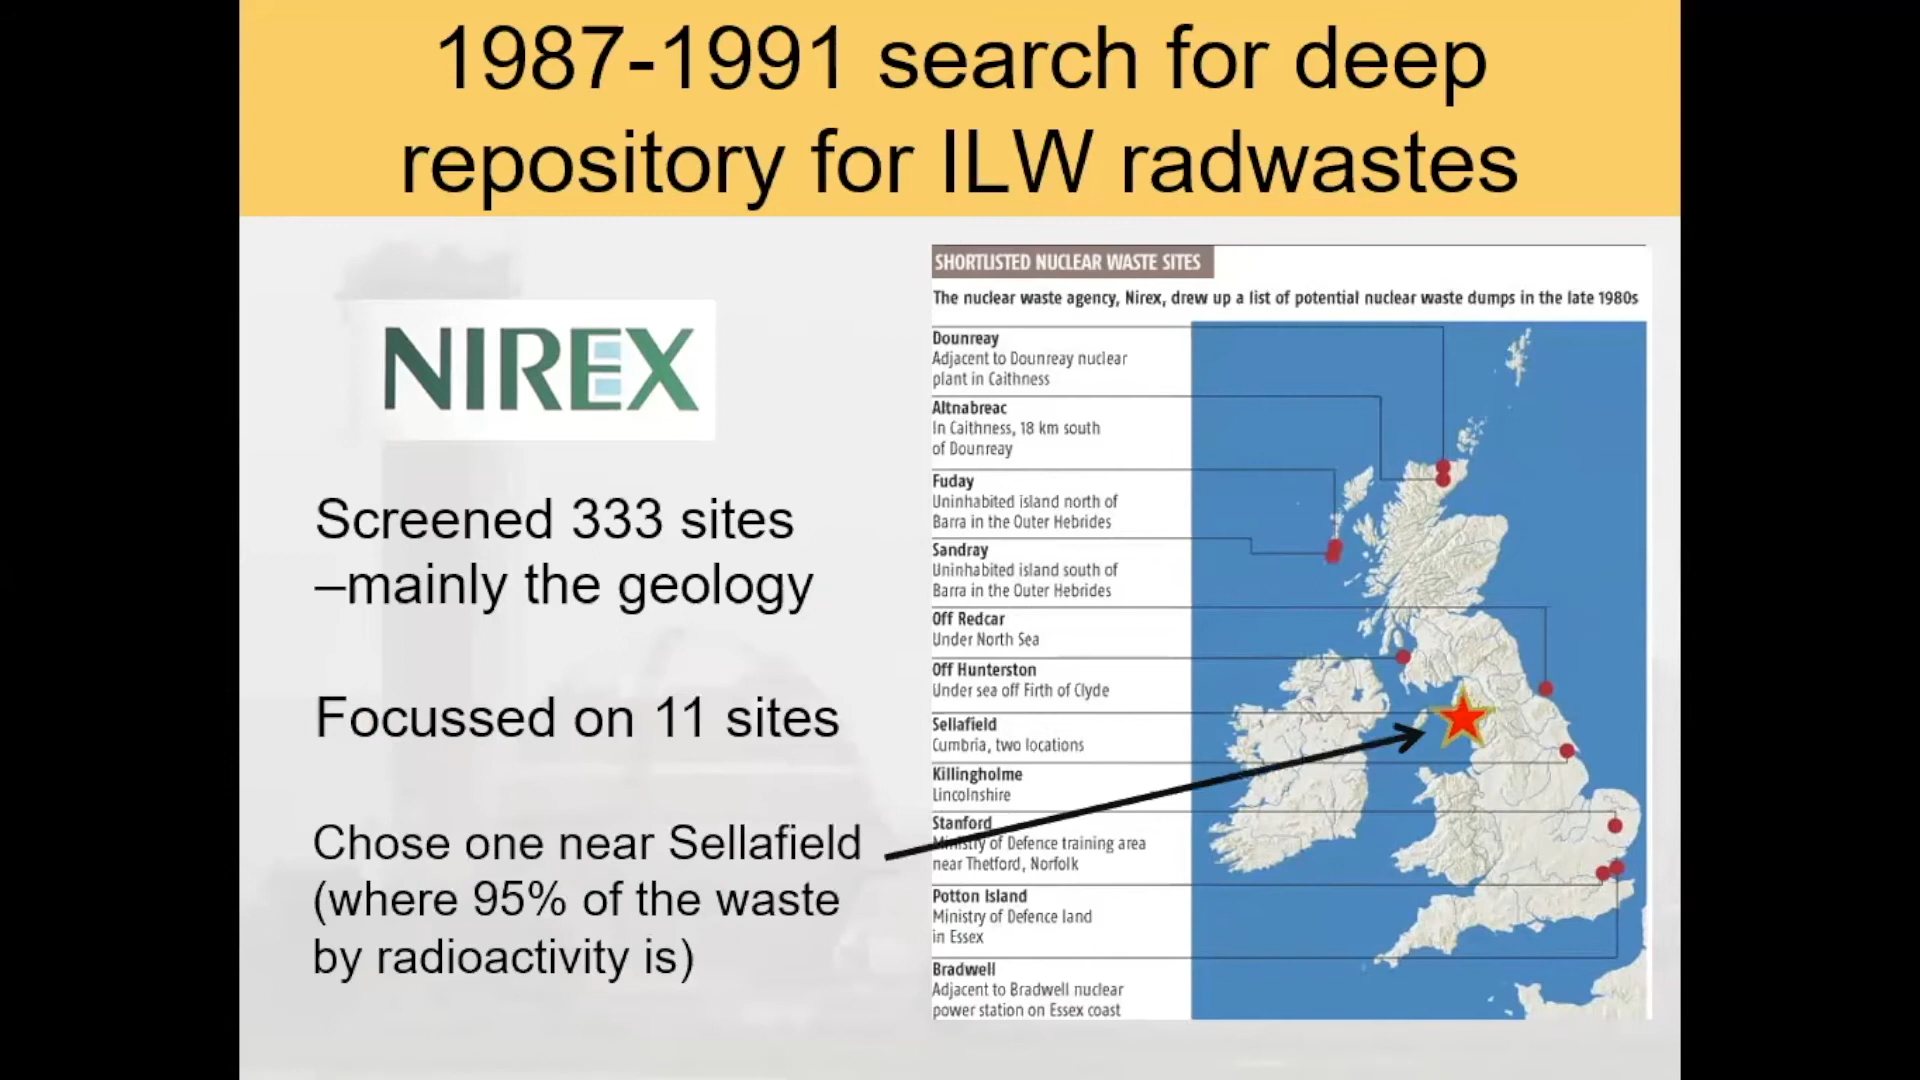 1987-1991 search for deep
repository for ILW radwastes
NIREX
Screened 333 sites
–mainly the geology
Focussed on 11 sites
Chose one near Sellafield
(where 95% of the waste
by radioactivity is)
SHORTLISTED NUCLEAR WASTE SITES
The nuclear waste agency, Nirex, drew up a list of potential nuclear waste dumps in the late 1980s
Dounreay
Adjacent to Dounreay nuclear
plant in Caithness
Altnabreac
In Caithness, 18 km south
of Dounreay
Fuday
Uninhabited island north of
Barra in the Outer Hebrides
Sandray
Uninhabited island south of
Barra in the Outer Hebrides
Off Redcar
Under North Sea
Off Hunterston
Under sea off Firth of Clyde
Sellafield
Cumbria, two locations
Killingholme
Lincolnshire
Stanford
Ministry of Defence training area
near Thetford, Norfolk
Potton Island
Ministry of Defence land
in Essex
Bradwell
Adjacent to Bradwell nuclear
power station on Essex coast